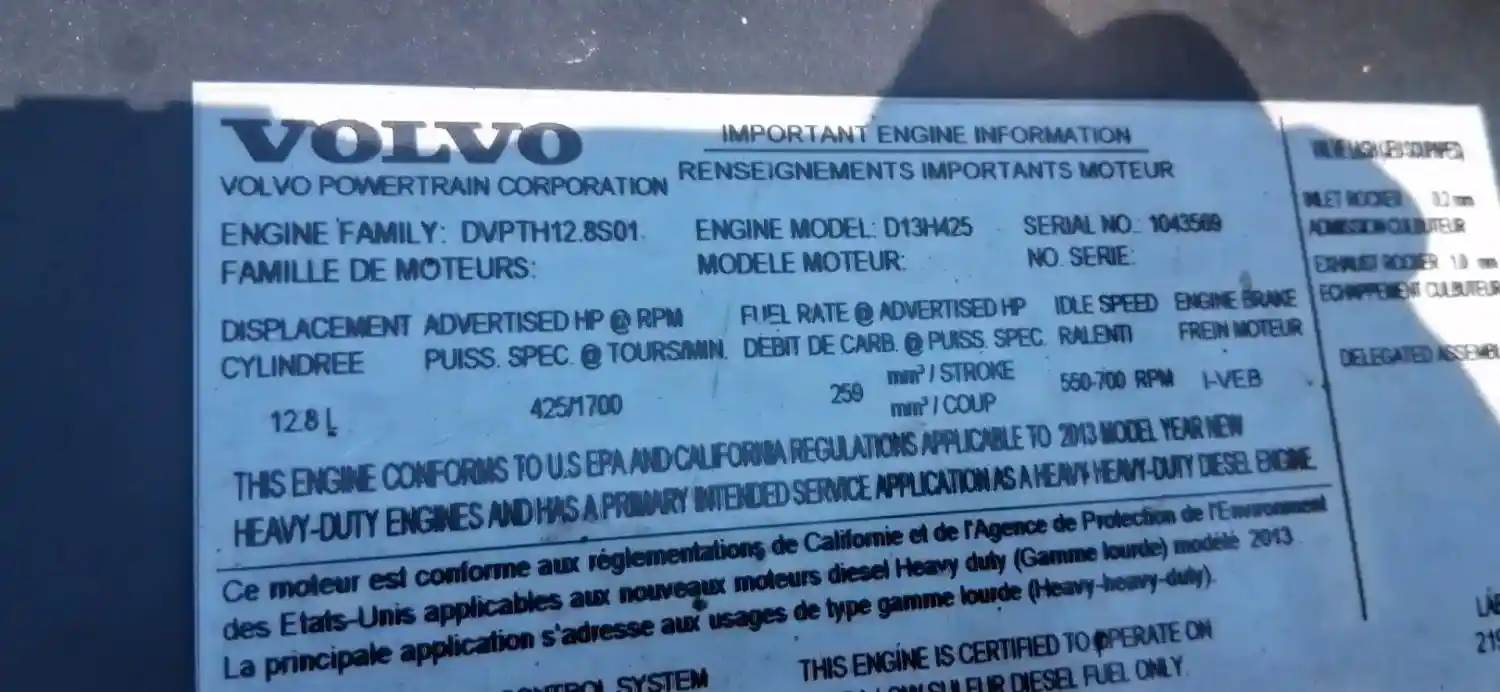 VOLVO
VOLVO POWERTRAIN CORPORATION
IMPORTANT ENGINE INFORMATION
RENSEIGNEMENTS IMPORTANTS MOTEUR
ENGINE FAMILY: DVPTH12.8S01 ENGINE MODEL: D13H425 SERIAL NO.: 1043569
FAMILLE DE MOTEURS: MODELE MOTEUR: NO. SERIE:
DISPLACEMENT ADVERTISED HP @ RPM FUEL RATE @ ADVERTISED HP IDLE SPEED ENGINE BRAKE
CYLINDREE PUISS. SPEC. @ TOURS/MIN. DEBIT DE CARB. @ PUISS. SPEC. RALENTI FREIN MOTEUR
12.8 L 425/1700 259 mm³ / STROKE 550-700 RPM I-VEB
mm³ / COUP
THIS ENGINE CONFORMS TO U.S EPA AND CALIFORNIA REGULATIONS APPLICABLE TO 2013 MODEL YEAR NEW
HEAVY-DUTY ENGINES AND HAS A PRIMARY INTENDED SERVICE APPLICATION AS A HEAVY HEAVY-DUTY DIESEL ENGINE
Ce moteur est conforme aux réglementations de Californie et de l'Agence de Protection de l'Environment
des Etats-Unis applicables aux nouveaux moteurs diesel Heavy duty (Gamme lourde) modélé 2013
La principale application s'adresse aux usages de type gamme lourde (Heavy-heavy-duty).
CONTROL SYSTEM
THIS ENGINE IS CERTIFIED TO OPERATE ON
LOW SULFUR DIESEL FUEL ONLY.
INLET ROCKER 0.2 mm
ADMISSION CULBUTEUR
EXHAUST ROCKER 1.0 mm
ECHAPPEMENT CULBUTEUR
DELEGATED ASSEMBL